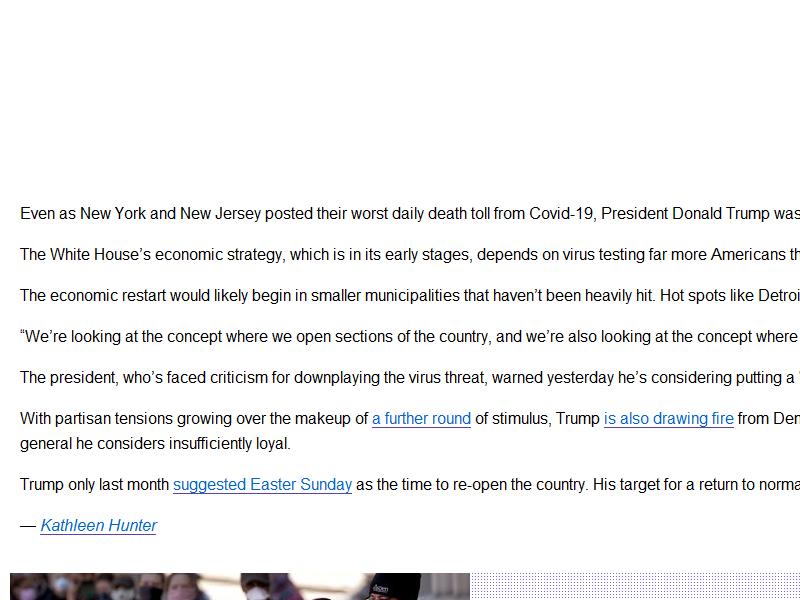 Even as New York and New Jersey posted their worst daily death toll from Covid-19, President Donald Trump was
The White House’s economic strategy, which is in its early stages, depends on virus testing far more Americans
The economic restart would likely begin in smaller municipalities that haven’t been heavily hit. Hot spots like
“We’re looking at the concept where we open sections of the country, and we’re also looking at the concept where
The president, who’s faced criticism for downplaying the virus threat, warned yesterday he’s considering putting a
With partisan tensions growing over the makeup of a further round of stimulus, Trump is also drawing fire from
general he considers insufficiently loyal.
Trump only last month suggested Easter Sunday as the time to re-open the country. His target for a return to
— Kathleen Hunter